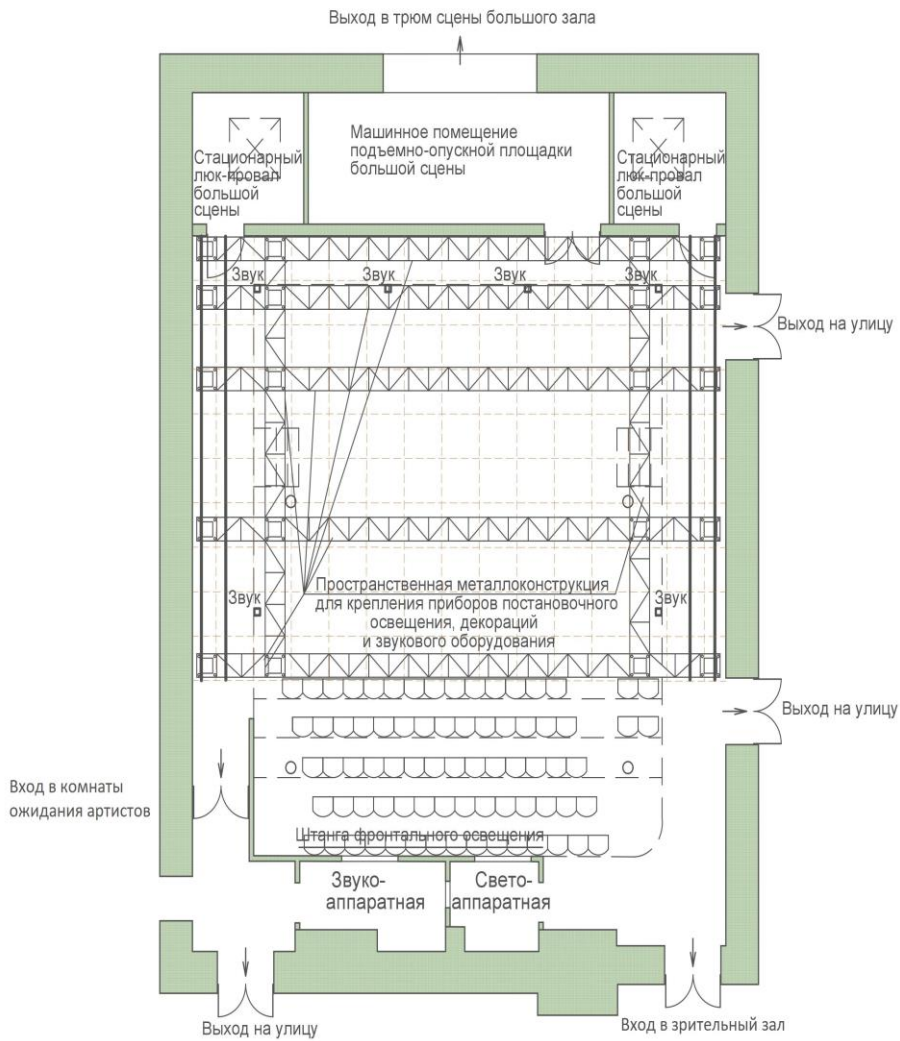 Выход в трюм сцены большого зала
Машинное помещение
подъемно-опускной площадки
большой сцены
Стационарный
люк-провал
большой
сцены
Стационарный
люк-провал
большой
сцены
Звук
Звук
Звук
Звук
Выход на улицу
Пространственная металлоконструкция
для крепления приборов постановочного
освещения, декораций
и звукового оборудования
Звук
Звук
Выход на улицу
Вход в комнаты
ожидания артистов
Штанга фронтального освещения
Звуко-
аппаратная
Свето-
аппаратная
Выход на улицу
Вход в зрительный зал